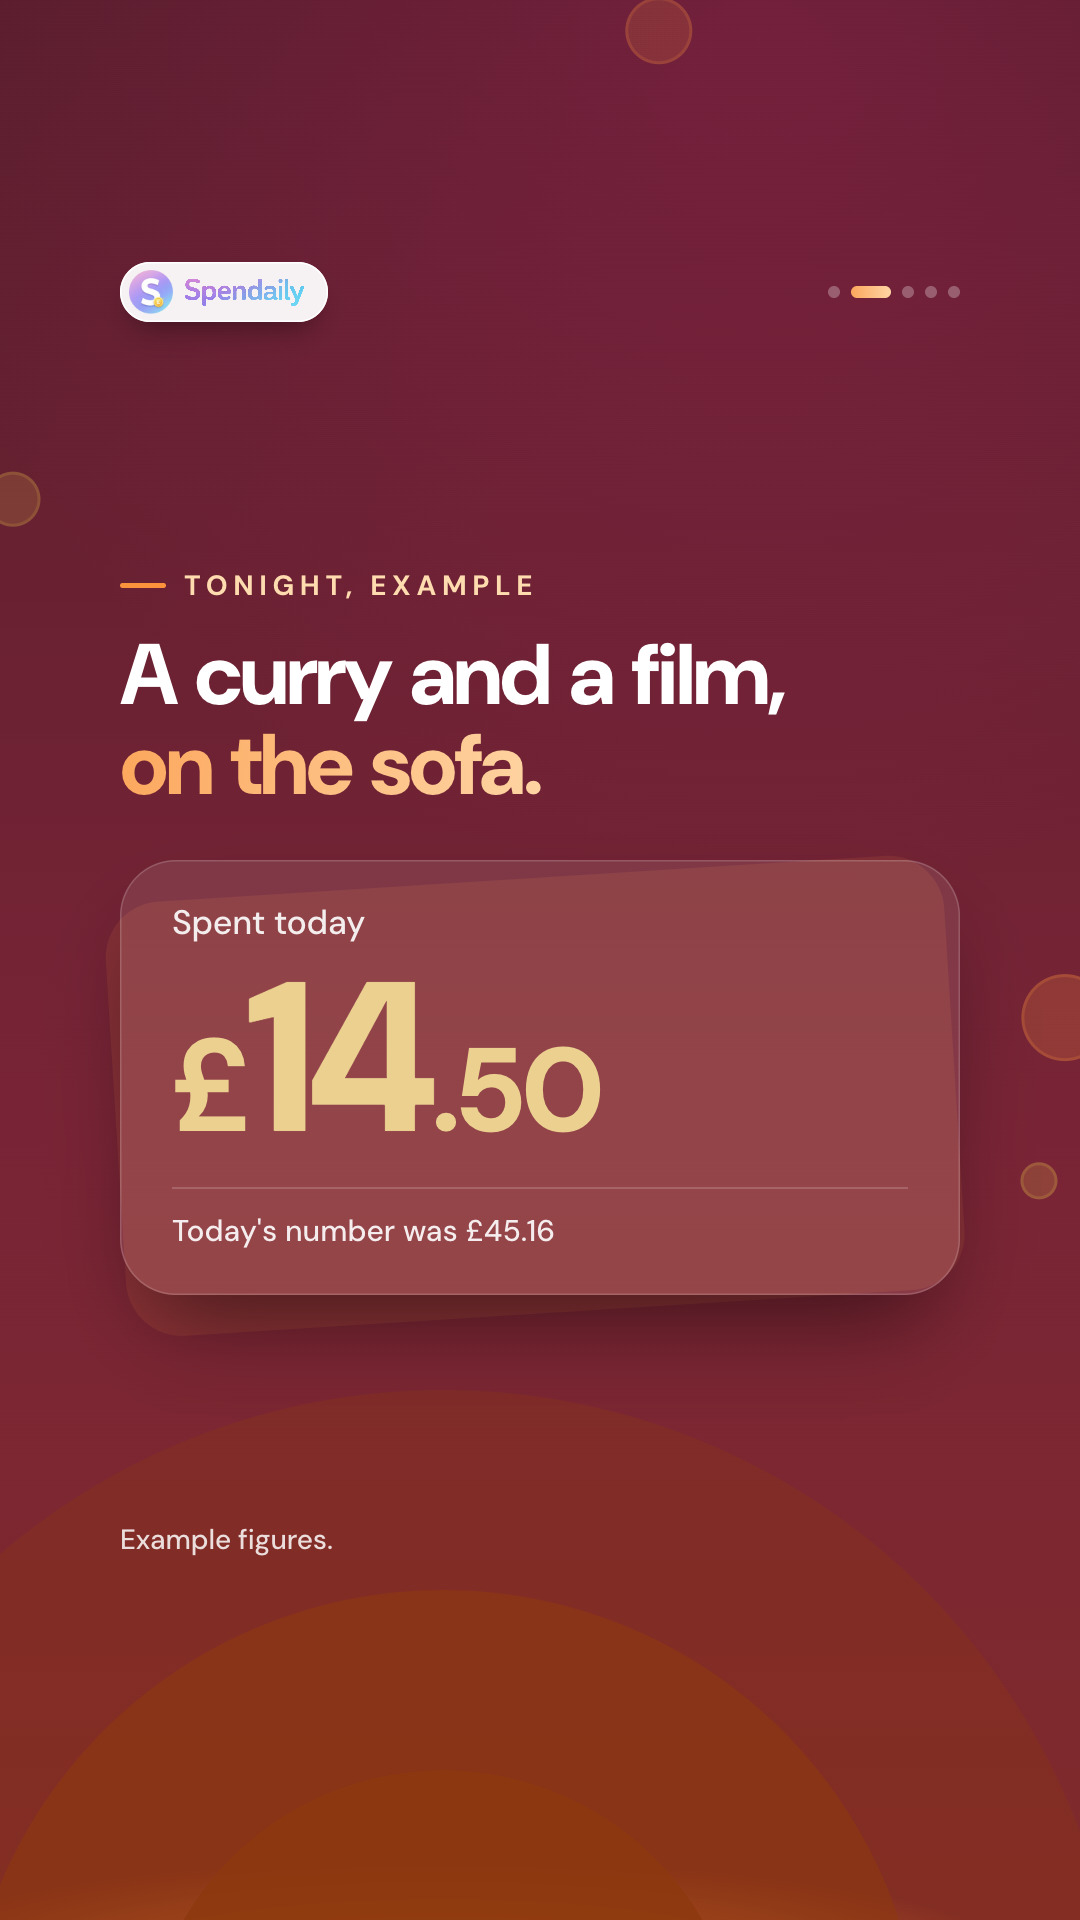 Spendaily
TONIGHT, EXAMPLE
A curry and a film,
on the sofa.
Spent today
£14.50
Today's number was £45.16
Example figures.